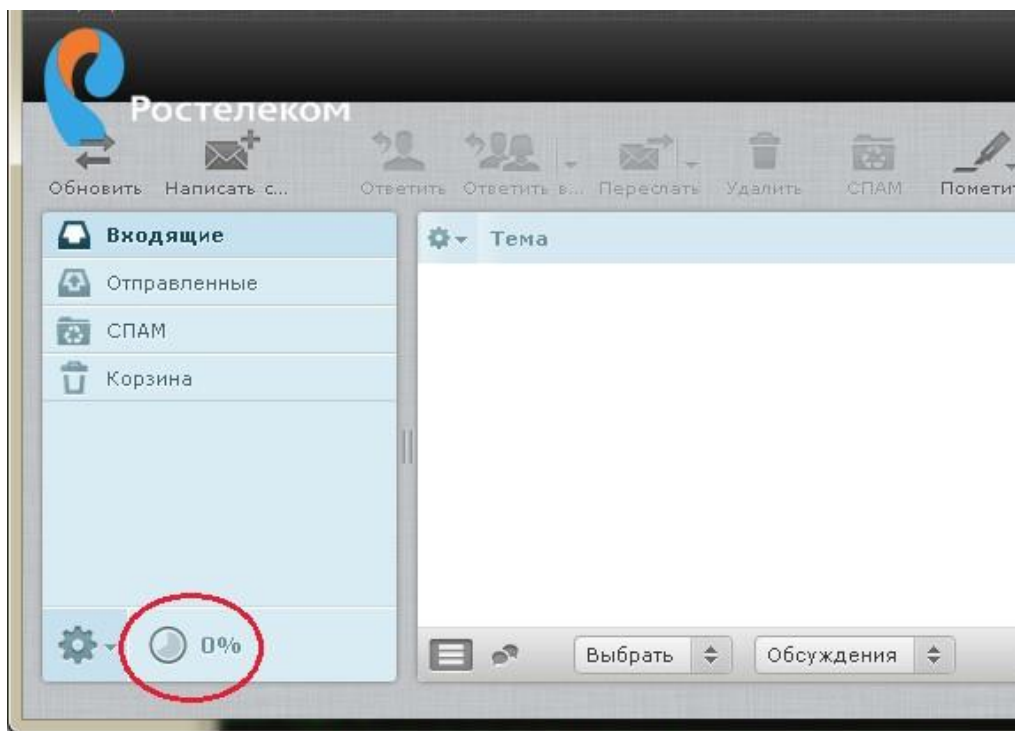 Ростелеком
Обновить Написать с... Ответить Ответить в... Переслать Удалить СПАМ Пометит
Входящие
Тема
Отправленные
СПАМ
Корзина
0%
Выбрать Обсуждения